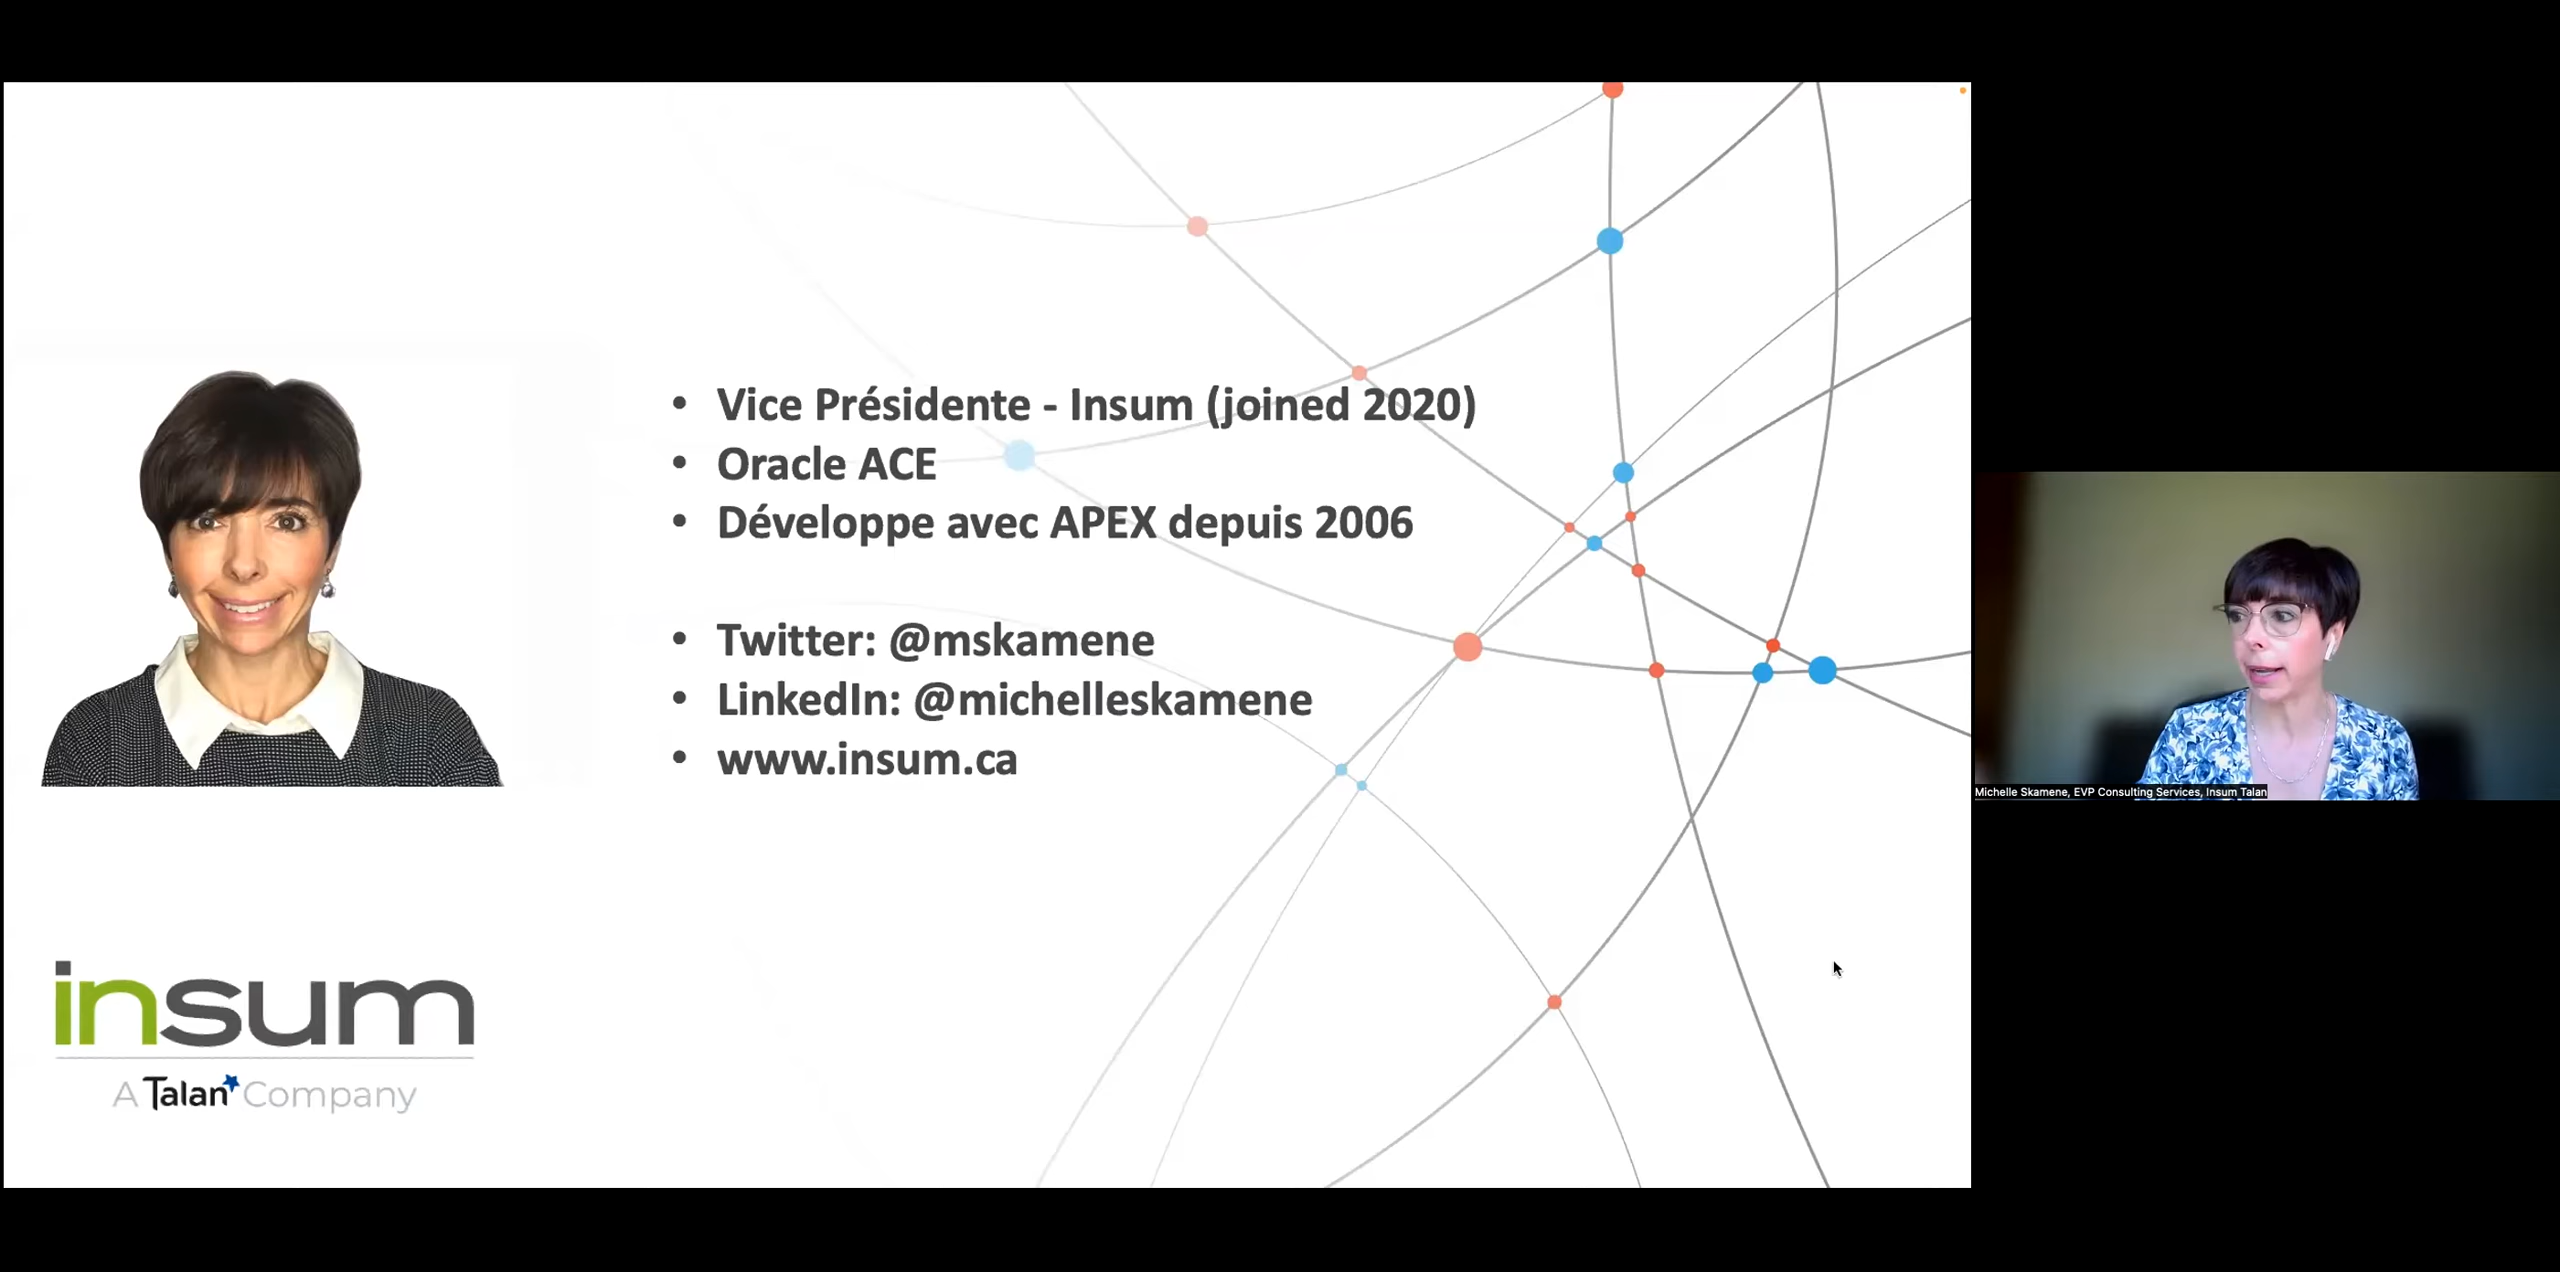 • Vice Présidente - Insum (joined 2020)
• Oracle ACE
• Développe avec APEX depuis 2006
• Twitter: @mskamene
• LinkedIn: @michelleskamene
• www.insum.ca
insum
A Talan Company
Michelle Skamene, EVP Consulting Services, Insum Talan